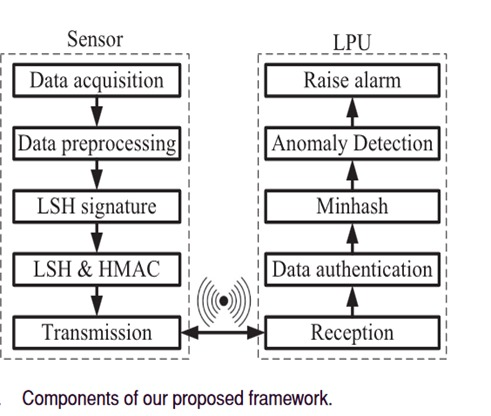 Sensor
Data acquisition
Data preprocessing
LSH signature
LSH & HMAC
Transmission
LPU
Raise alarm
Anomaly Detection
Minhash
Data authentication
Reception
Components of our proposed framework.